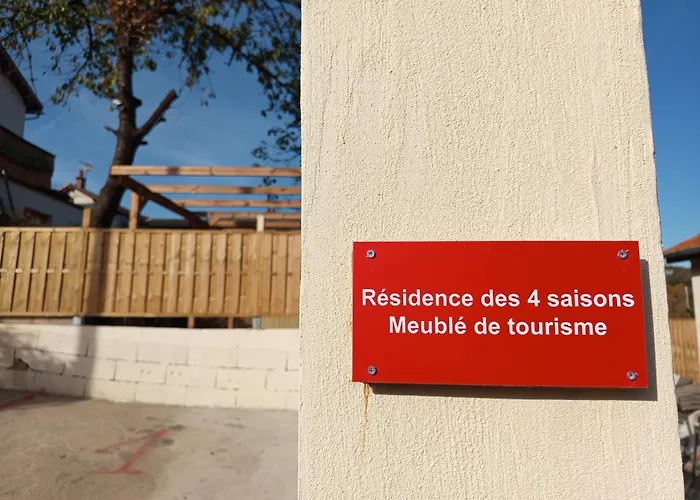 Résidence des 4 saisons
Meublé de tourisme